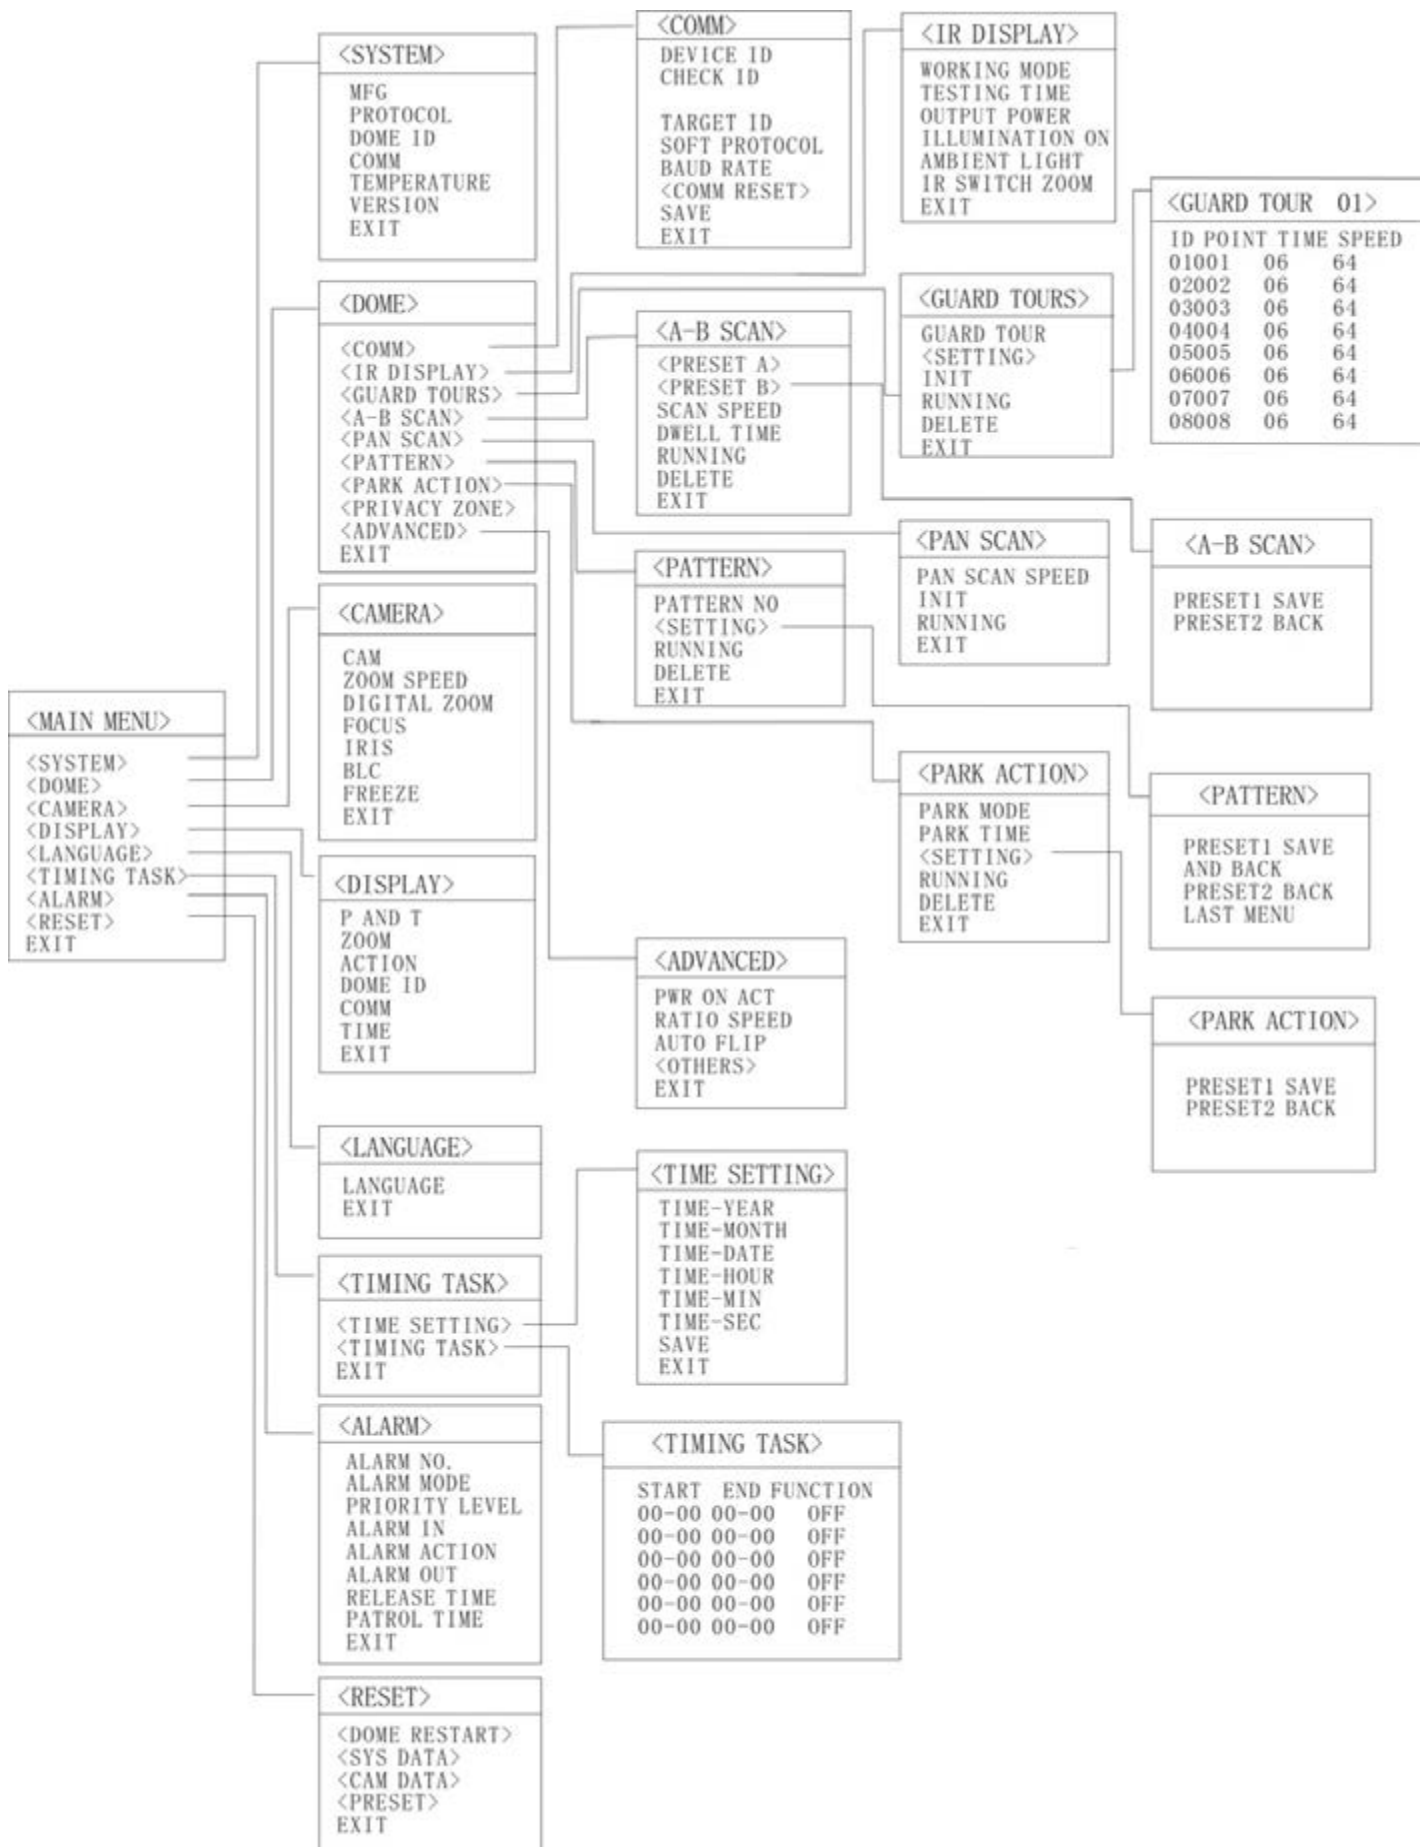 <MAIN MENU>
<SYSTEM>
<DOME>
<CAMERA>
<DISPLAY>
<LANGUAGE>
<TIMING TASK>
<ALARM>
<RESET>
EXIT
<SYSTEM>
MFG
PROTOCOL
DOME ID
COMM
TEMPERATURE
VERSION
EXIT
<DOME>
<COMM>
<IR DISPLAY>
<GUARD TOURS>
<A-B SCAN>
<PAN SCAN>
<PATTERN>
<PARK ACTION>
<PRIVACY ZONE>
<ADVANCED>
EXIT
<CAMERA>
CAM
ZOOM SPEED
DIGITAL ZOOM
FOCUS
IRIS
BLC
FREEZE
EXIT
<DISPLAY>
P AND T
ZOOM
ACTION
DOME ID
COMM
TIME
EXIT
<LANGUAGE>
LANGUAGE
EXIT
<TIMING TASK>
<TIME SETTING>
<TIMING TASK>
EXIT
<ALARM>
ALARM NO.
ALARM MODE
PRIORITY LEVEL
ALARM IN
ALARM ACTION
ALARM OUT
RELEASE TIME
PATROL TIME
EXIT
<RESET>
<DOME RESTART>
<SYS DATA>
<CAM DATA>
<PRESET>
EXIT
<COMM>
DEVICE ID
CHECK ID
TARGET ID
SOFT PROTOCOL
BAUD RATE
<COMM RESET>
SAVE
EXIT
<A-B SCAN>
<PRESET A>
<PRESET B>
SCAN SPEED
DWELL TIME
RUNNING
DELETE
EXIT
<PATTERN>
PATTERN NO
<SETTING>
RUNNING
DELETE
EXIT
<ADVANCED>
PWR ON ACT
RATIO SPEED
AUTO FLIP
<OTHERS>
EXIT
<TIME SETTING>
TIME-YEAR
TIME-MONTH
TIME-DATE
TIME-HOUR
TIME-MIN
TIME-SEC
SAVE
EXIT
<TIMING TASK>
START END FUNCTION
00-00 00-00 OFF
00-00 00-00 OFF
00-00 00-00 OFF
00-00 00-00 OFF
00-00 00-00 OFF
00-00 00-00 OFF
<IR DISPLAY>
WORKING MODE
TESTING TIME
OUTPUT POWER
ILLUMINATION ON
AMBIENT LIGHT
IR SWITCH ZOOM
EXIT
<GUARD TOURS>
GUARD TOUR
<SETTING>
INIT
RUNNING
DELETE
EXIT
<PAN SCAN>
PAN SCAN SPEED
INIT
RUNNING
EXIT
<PARK ACTION>
PARK MODE
PARK TIME
<SETTING>
RUNNING
DELETE
EXIT
<GUARD TOUR 01>
ID POINT TIME SPEED
01001 06 64
02002 06 64
03003 06 64
04004 06 64
05005 06 64
06006 06 64
07007 06 64
08008 06 64
<A-B SCAN>
PRESET1 SAVE
PRESET2 BACK
<PATTERN>
PRESET1 SAVE
AND BACK
PRESET2 BACK
LAST MENU
<PARK ACTION>
PRESET1 SAVE
PRESET2 BACK